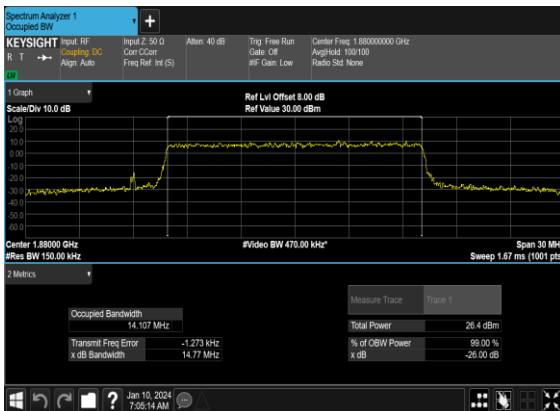 Spectrum Analyzer 1
Occupied BW
KEYSIGHT
R T
LV
Input: RF
Coupling: DC
Align: Auto
Input Z: 50 Ω
Corr CCorr
Freq Ref: Int (S)
Atten: 40 dB
Trig: Free Run
Gate: Off
#IF Gain: Low
Center Freq: 1.880000000 GHz
Avg|Hold: 100/100
Radio Std: None
1 Graph
Scale/Div 10.0 dB
Ref Lvl Offset 8.00 dB
Ref Value 30.00 dBm
Log
20.0
10.0
0.00
-10.0
-20.0
-30.0
-40.0
-50.0
-60.0
Center 1.88000 GHz
#Res BW 150.00 kHz
#Video BW 470.00 kHz*
Span 30 MH
Sweep 1.67 ms (1001 pts
2 Metrics
Measure Trace Trace 1
Occupied Bandwidth
14.107 MHz
Total Power 26.4 dBm
Transmit Freq Error -1.273 kHz
% of OBW Power 99.00 %
x dB Bandwidth 14.77 MHz
x dB -26.00 dB
Jan 10, 2024
7:05:14 AM